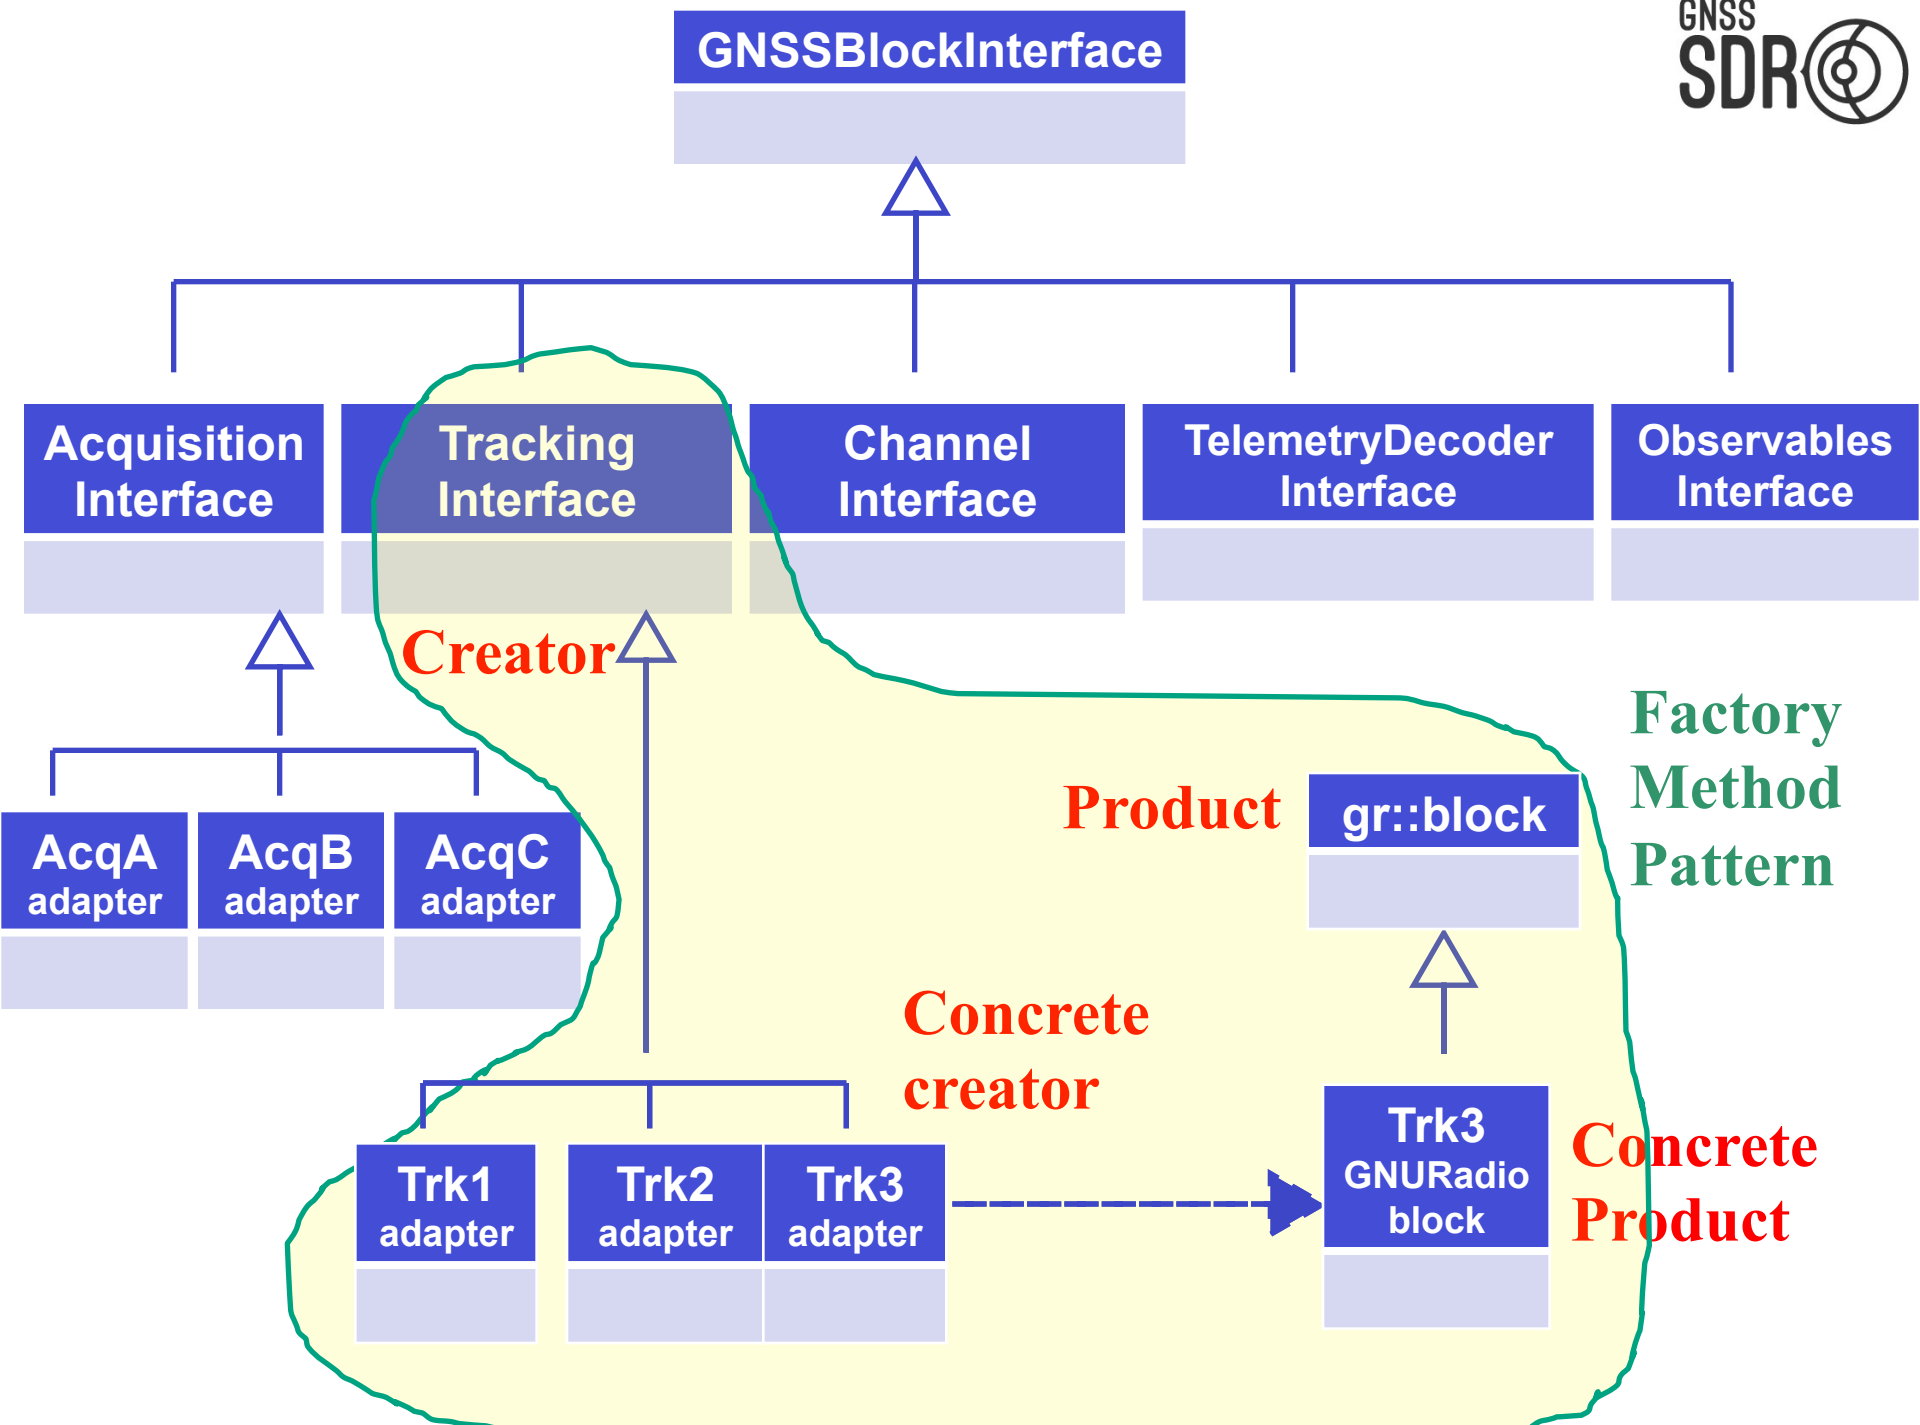 GNSS
SDR
GNSSBlockInterface
Acquisition
Interface
Tracking
Interface
Channel
Interface
TelemetryDecoder
Interface
Observables
Interface
Creator
Factory
Method
Pattern
Product
gr::block
AcqA
adapter
AcqB
adapter
AcqC
adapter
Concrete
creator
Trk1
adapter
Trk2
adapter
Trk3
adapter
Trk3
GNURadio
block
Concrete
Product